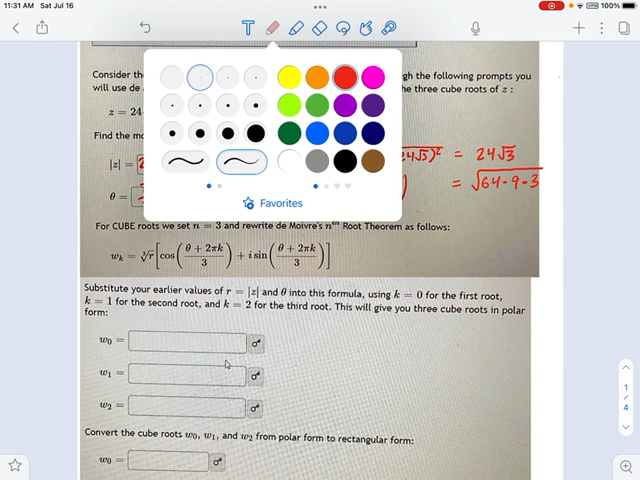 11:31 AM Sat Jul 16
VPN 100%
T
Consider the
gh the following prompts you
will use de
he three cube roots of z :
z = 24
Find the mo
|z| =
24√3)² = 24√3
= √64·9·3
θ =
Favorites
For CUBE roots we set n = 3 and rewrite de Moivre's nᵗʰ Root Theorem as follows:
wₖ = ∛r [cos((θ + 2πk)/3) + i sin((θ + 2πk)/3)]
Substitute your earlier values of r = |z| and θ into this formula, using k = 0 for the first root,
k = 1 for the second root, and k = 2 for the third root. This will give you three cube roots in polar
form:
w₀ =
w₁ =
w₂ =
Convert the cube roots w₀, w₁, and w₂ from polar form to rectangular form:
w₀ =
1
/
4